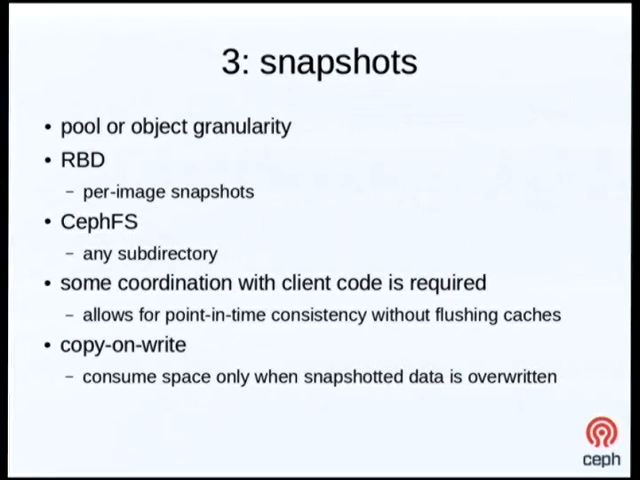 3: snapshots
• pool or object granularity
• RBD
– per-image snapshots
• CephFS
– any subdirectory
• some coordination with client code is required
– allows for point-in-time consistency without flushing caches
• copy-on-write
– consume space only when snapshotted data is overwritten
ceph